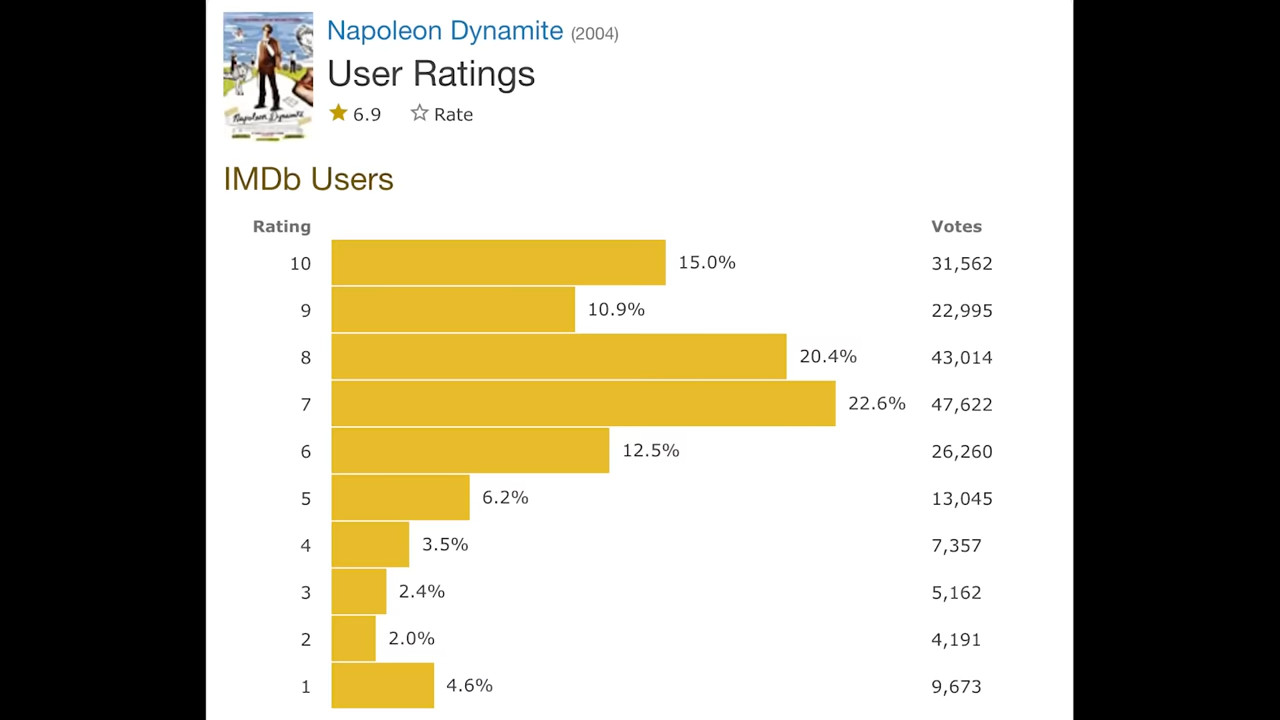 Napoleon Dynamite (2004)
User Ratings
6.9 Rate
Napoleon Dynamite
IMDb Users
Rating Votes
10 15.0% 31,562
9 10.9% 22,995
8 20.4% 43,014
7 22.6% 47,622
6 12.5% 26,260
5 6.2% 13,045
4 3.5% 7,357
3 2.4% 5,162
2 2.0% 4,191
1 4.6% 9,673